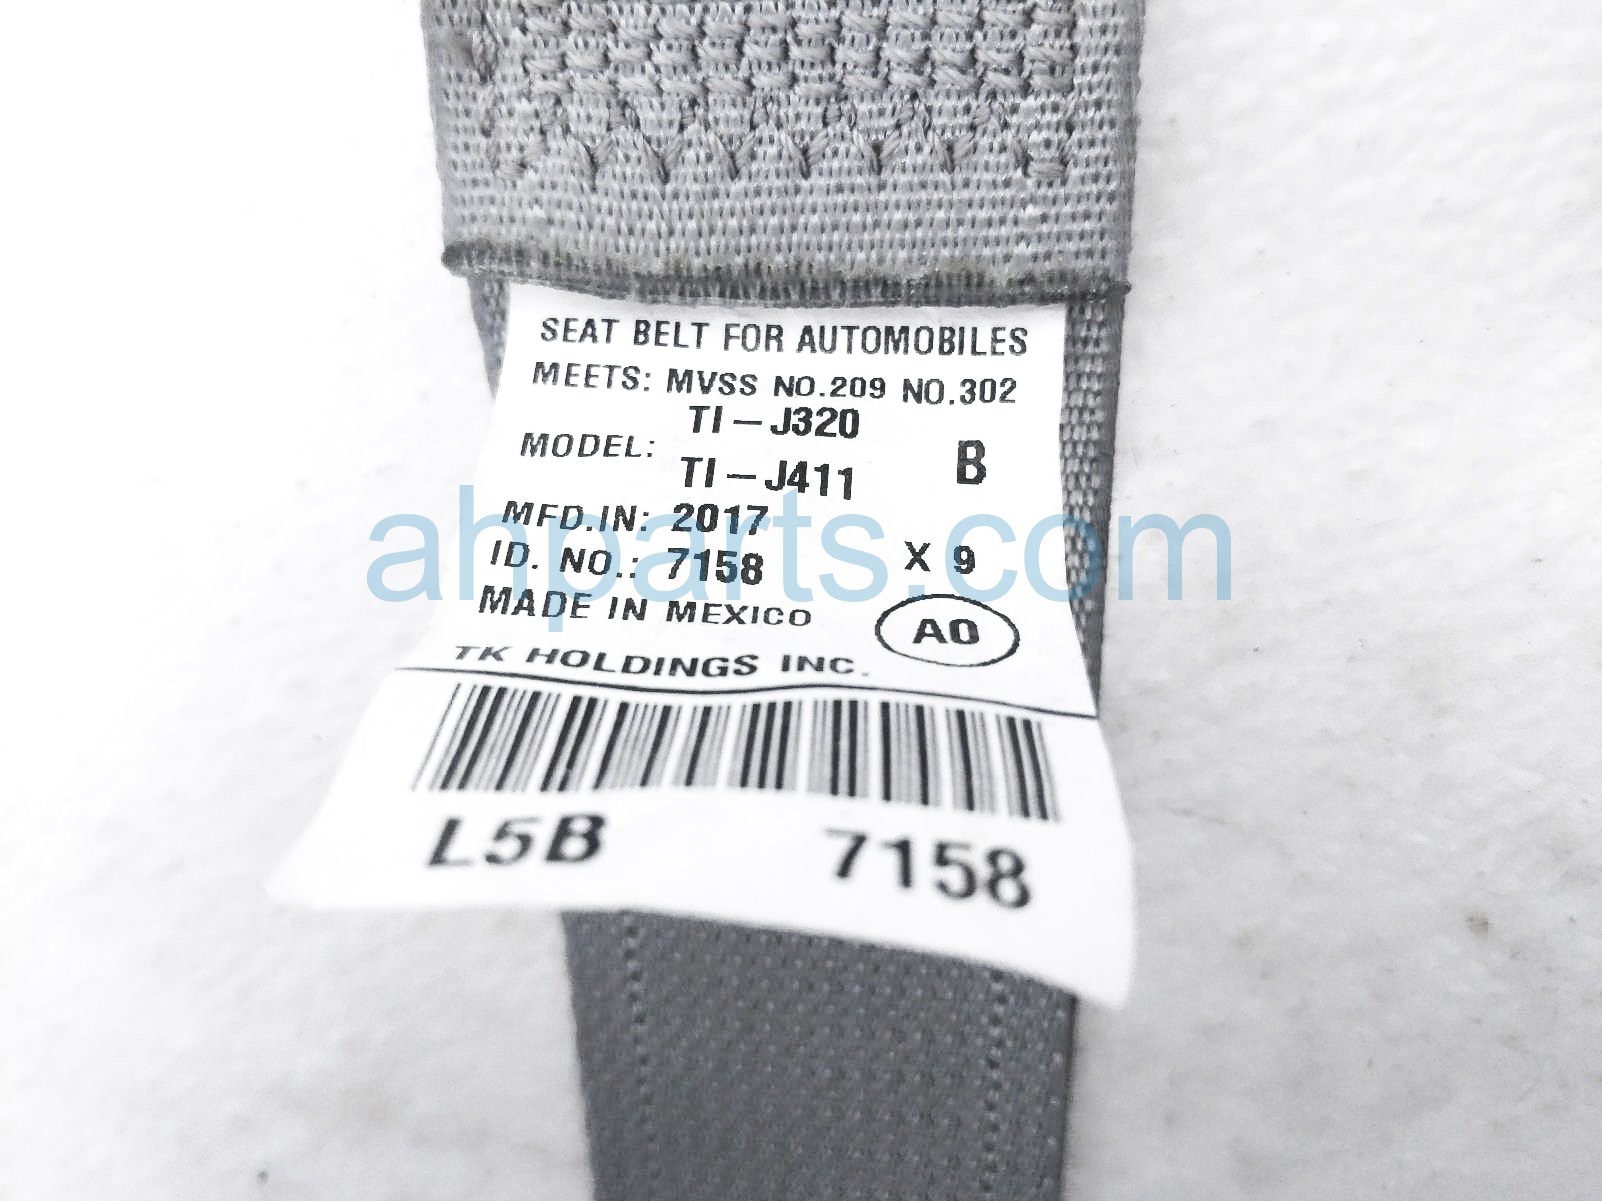 SEAT BELT FOR AUTOMOBILES
MEETS: MVSS NO.209 NO.302
TI-J320
MODEL: B
TI-J411
MFD.IN: 2017
ID. NO.: 7158 X 9
MADE IN MEXICO A0
TK HOLDINGS INC.
L5B 7158
ahparts.com